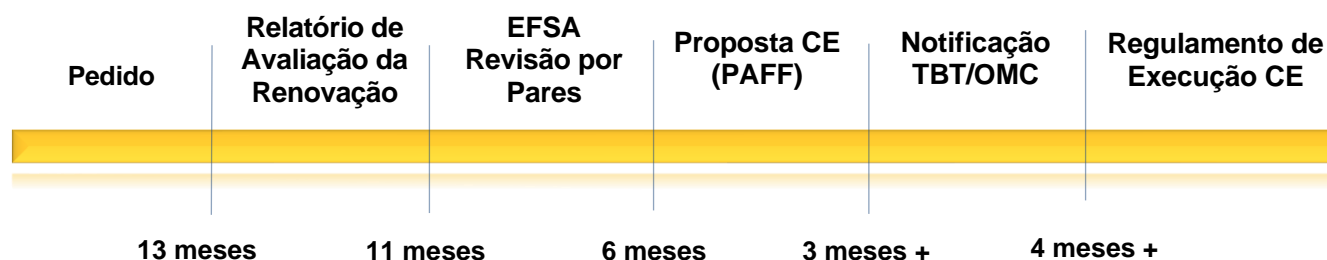 Pedido
Relatório de
Avaliação da
Renovação
EFSA
Revisão por
Pares
Proposta CE
(PAFF)
Notificação
TBT/OMC
Regulamento de
Execução CE
13 meses
11 meses
6 meses
3 meses +
4 meses +